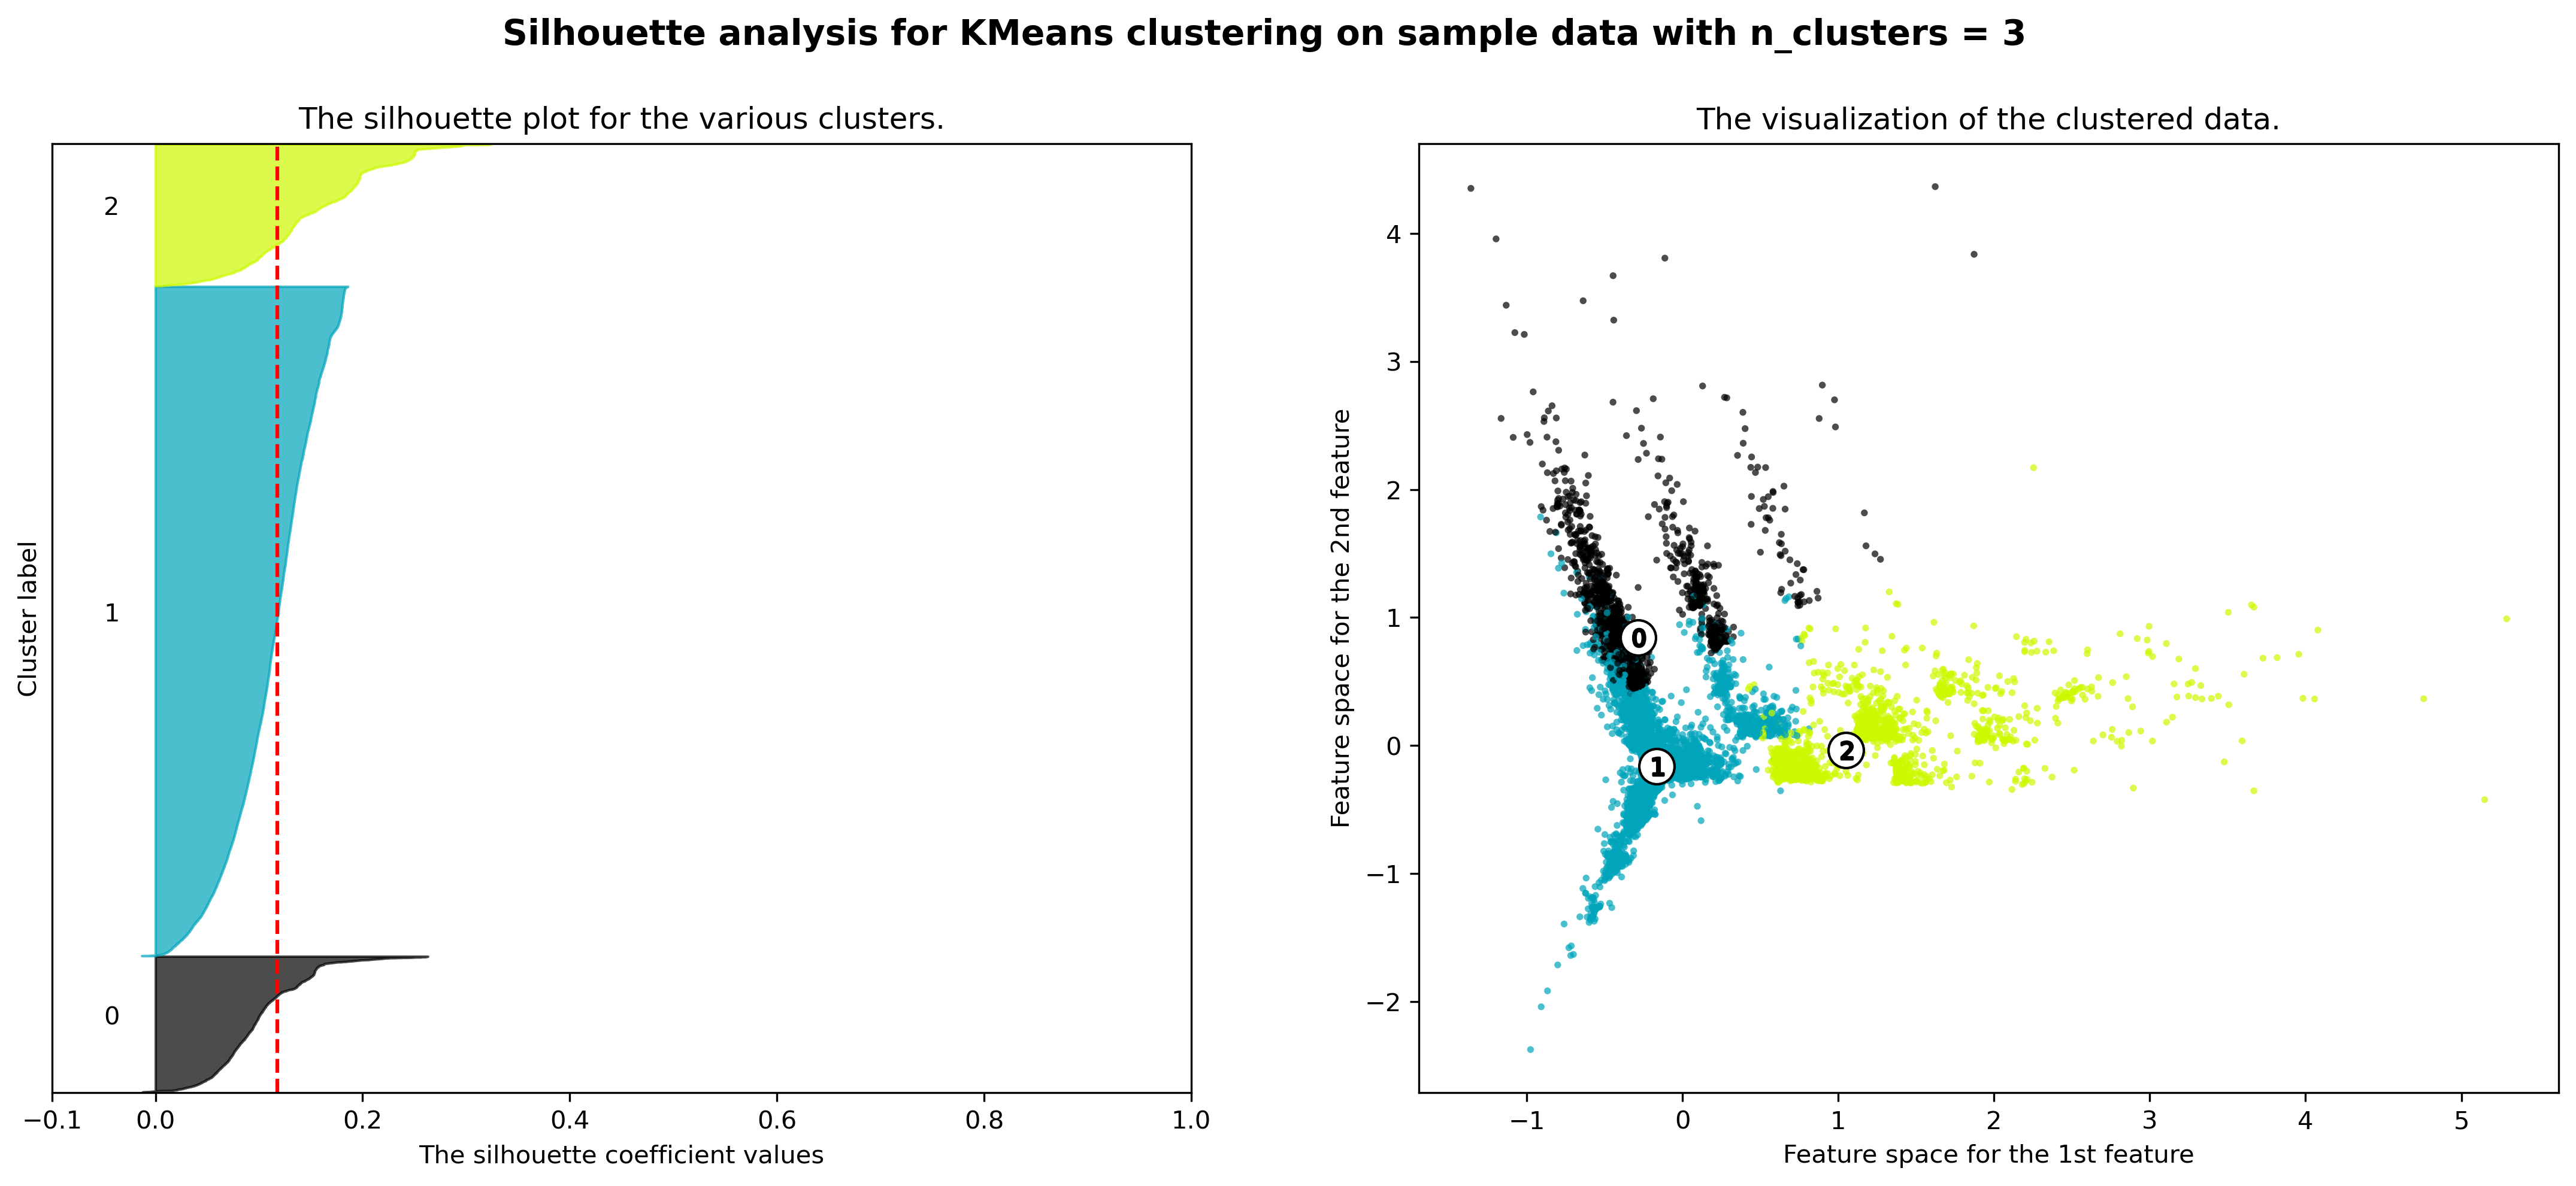 Silhouette analysis for KMeans clustering on sample data with n_clusters = 3
The silhouette plot for the various clusters.
2
1
0
Cluster label
−0.1 0.0 0.2 0.4 0.6 0.8 1.0
The silhouette coefficient values
The visualization of the clustered data.
4
3
2
1
0
−1
−2
Feature space for the 2nd feature
0
1
2
−1 0 1 2 3 4 5
Feature space for the 1st feature